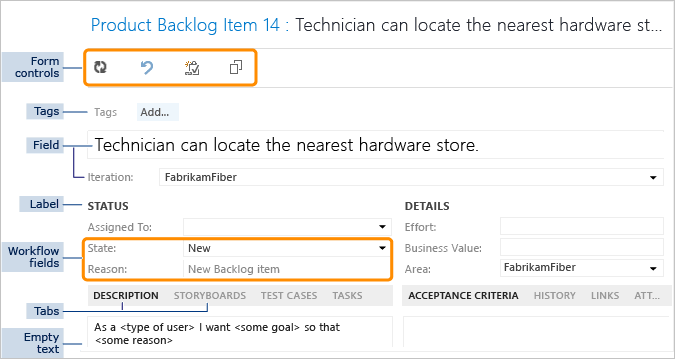 Product Backlog Item 14 : Technician can locate the nearest hardware st...
Form
controls
Tags
Tags
Add...
Field
Technician can locate the nearest hardware store.
Iteration:
FabrikamFiber
Label
STATUS
DETAILS
Assigned To:
Effort:
Workflow
fields
State:
New
Business Value:
Reason:
New Backlog item
Area:
FabrikamFiber
Tabs
DESCRIPTION
STORYBOARDS
TEST CASES
TASKS
ACCEPTANCE CRITERIA
HISTORY
LINKS
ATT...
Empty
text
As a <type of user> I want <some goal> so that
<some reason>